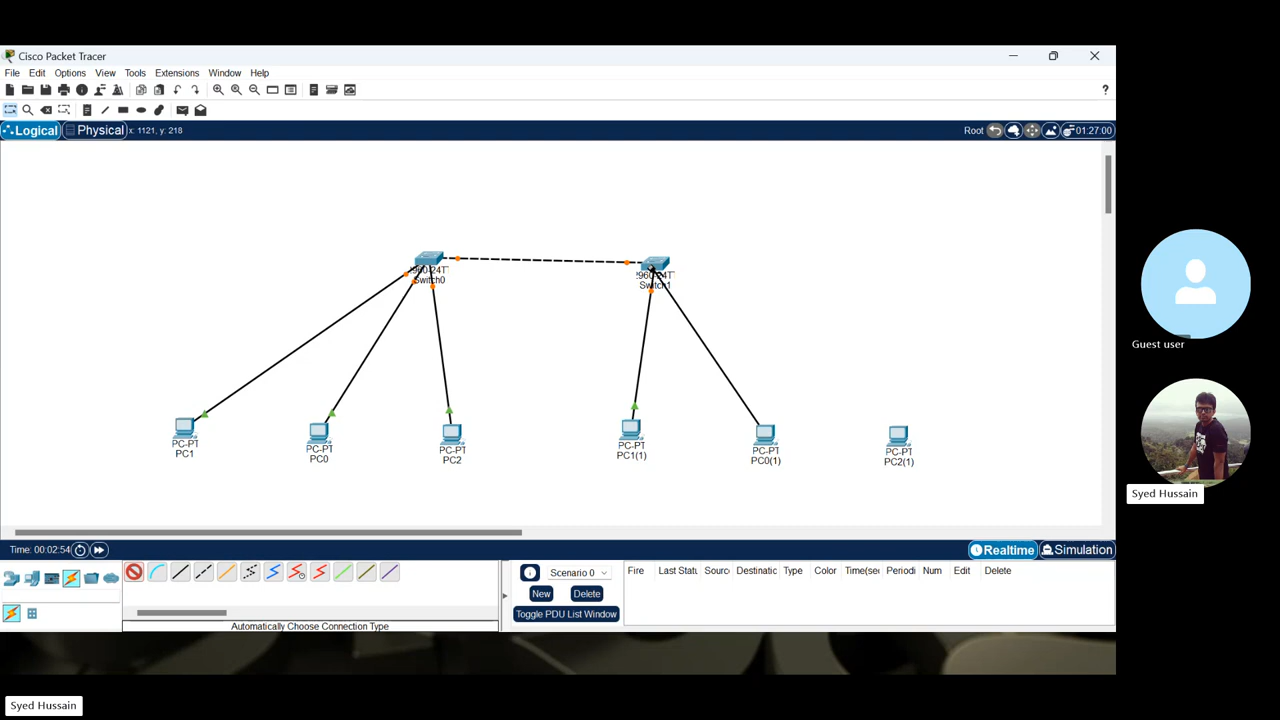 Cisco Packet Tracer
File Edit Options View Tools Extensions Window Help
Logical Physical x: 1121, y: 218 Root 01:27:00
Switch0
Switch1
PC-PT
PC1
PC-PT
PC0
PC-PT
PC2
PC-PT
PC1(1)
PC-PT
PC0(1)
PC-PT
PC2(1)
Guest user
Syed Hussain
Time: 00:02:54 Realtime Simulation
Scenario 0
New Delete
Toggle PDU List Window
Fire Last Statu Sourc Destinatic Type Color Time(sec Periodi Num Edit Delete
Automatically Choose Connection Type
Syed Hussain